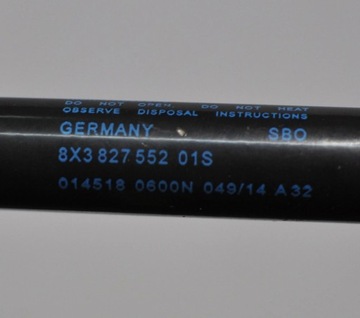 DO NOT OPEN DO NOT HEAT
OBSERVE DISPOSAL INSTRUCTIONS
GERMANY SBO
8X3 827 552 01S
014518 0600N 049/14 A32